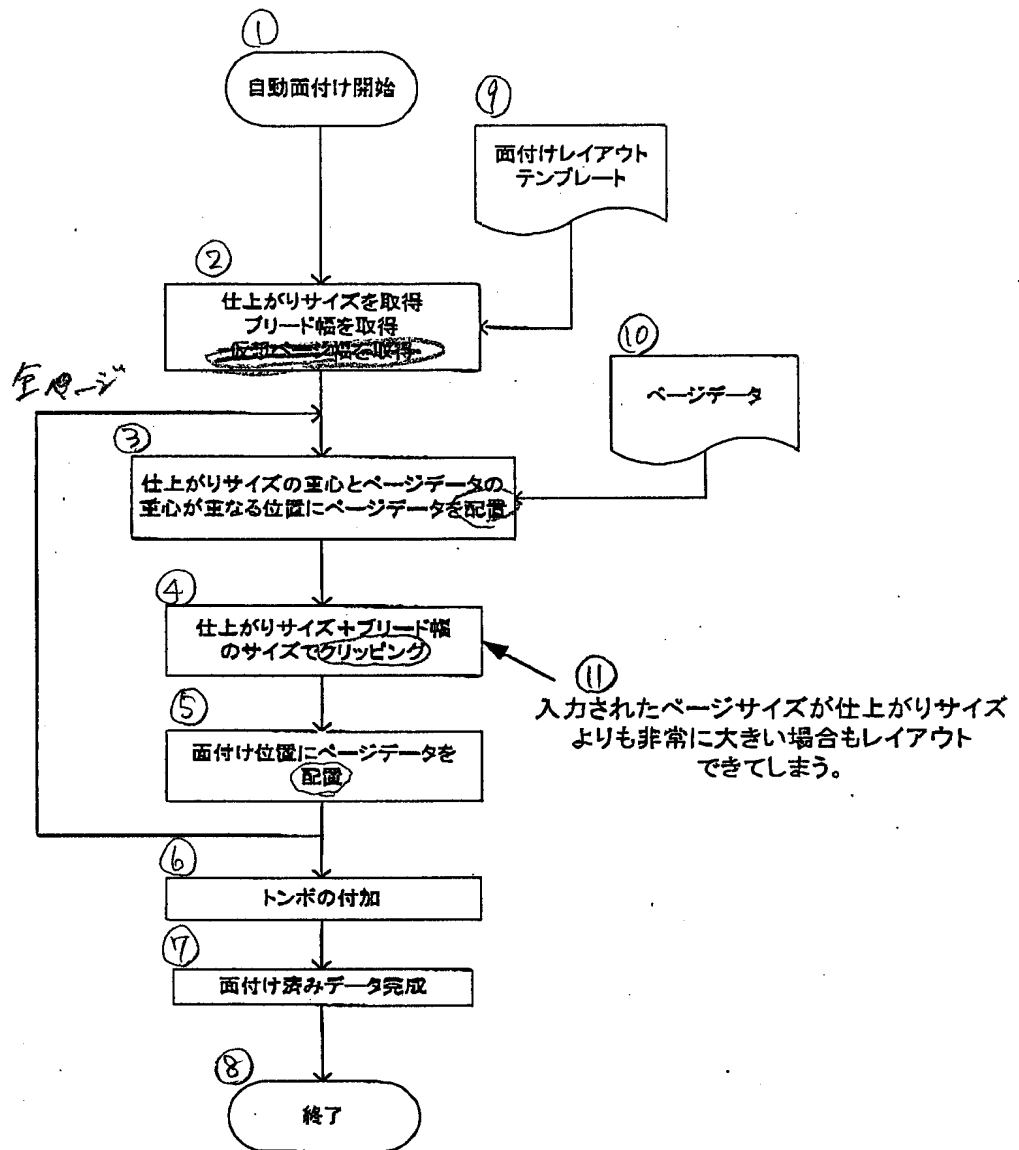 ①
自動面付け開始
⑨
面付けレイアウト
テンプレート
②
仕上がりサイズを取得
ブリード幅を取得
⑩
ページデータ
全ページ
③
仕上がりサイズの重心とページデータの
重心が重なる位置にページデータを配置
④
仕上がりサイズ+ブリード幅
のサイズでクリッピング
⑪
入力されたページサイズが仕上がりサイズ
よりも非常に大きい場合もレイアウト
できてしまう。
⑤
面付け位置にページデータを
配置
⑥
トンボの付加
⑦
面付け済みデータ完成
⑧
終了